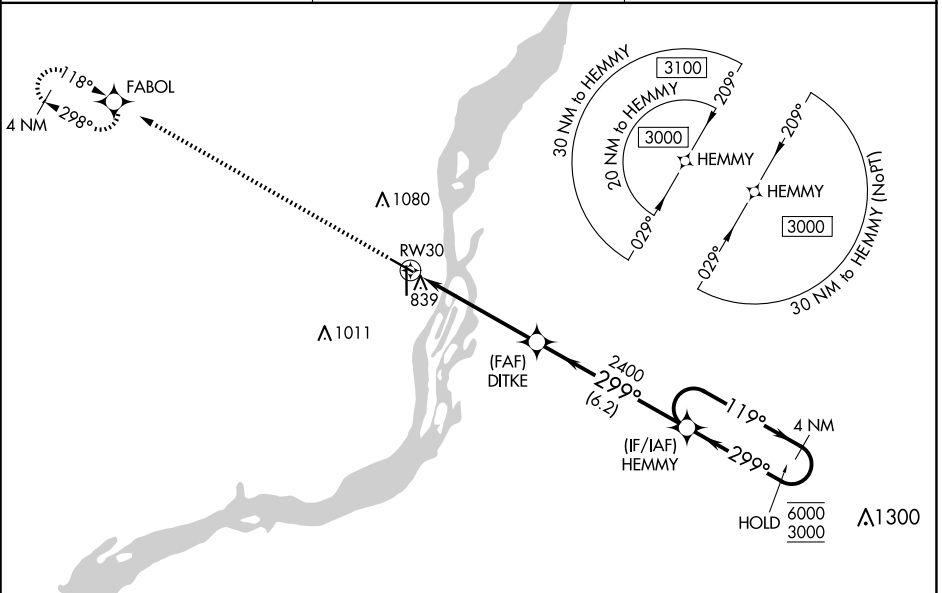 118°
FABOL
298°
4 NM
30 NM to HEMMY
3100
209°
20 NM to HEMMY
3000
HEMMY
029°
209°
HEMMY
3000
029°
30 NM to HEMMY (NoPT)
1080
RW30
839
1011
(FAF)
DITKE
2400
299°
(6.2)
(IF/IAF)
HEMMY
119°
4 NM
299°
HOLD
6000
3000
1300